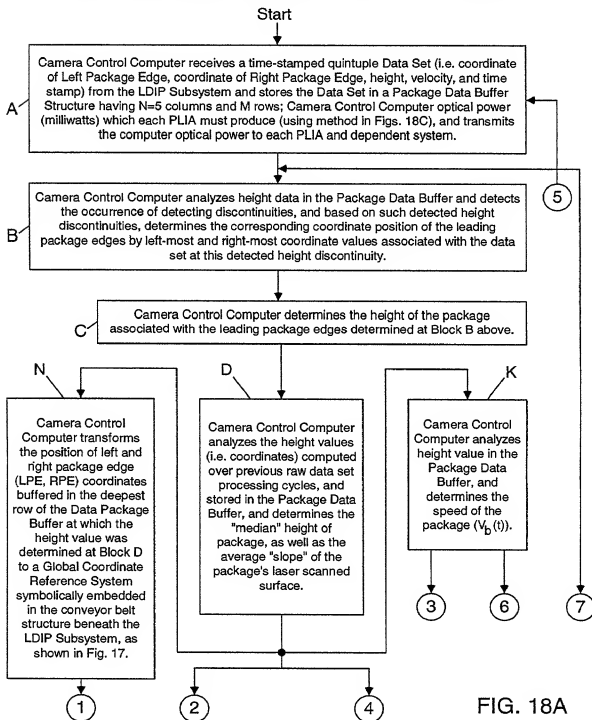 Start
Camera Control Computer receives a time-stamped quintuple Data Set (i.e. coordinate
of Left Package Edge, coordinate of Right Package Edge, height, velocity, and time
stamp) from the LDIP Subsystem and stores the Data Set in a Package Data Buffer
Structure having N=5 columns and M rows; Camera Control Computer optical power
(milliwatts) which each PLIA must produce (using method in Figs. 18C), and transmits
the computer optical power to each PLIA and dependent system.
A
5
Camera Control Computer analyzes height data in the Package Data Buffer and detects
the occurrence of detecting discontinuities, and based on such detected height
discontinuities, determines the corresponding coordinate position of the leading
package edges by left-most and right-most coordinate values associated with the data
set at this detected height discontinuity.
B
Camera Control Computer determines the height of the package
associated with the leading package edges determined at Block B above.
C
N
D
K
Camera Control
Computer transforms
the position of left and
right package edge
(LPE, RPE) coordinates
buffered in the deepest
row of the Data Package
Buffer at which the
height value was
determined at Block D
to a Global Coordinate
Reference System
symbolically embedded
in the conveyor belt
structure beneath the
LDIP Subsystem, as
shown in Fig. 17.
Camera Control Computer
analyzes the height values
(i.e. coordinates) computed
over previous raw data set
processing cycles, and
stored in the Package Data
Buffer, and determines the
"median" height of
package, as well as the
average "slope" of the
package's laser scanned
surface.
Camera Control
Computer analyzes
height value in
the Package Data
Buffer, and
determines the
speed of the
package (Vb(t)).
3
6
7
1
2
4
FIG. 18A